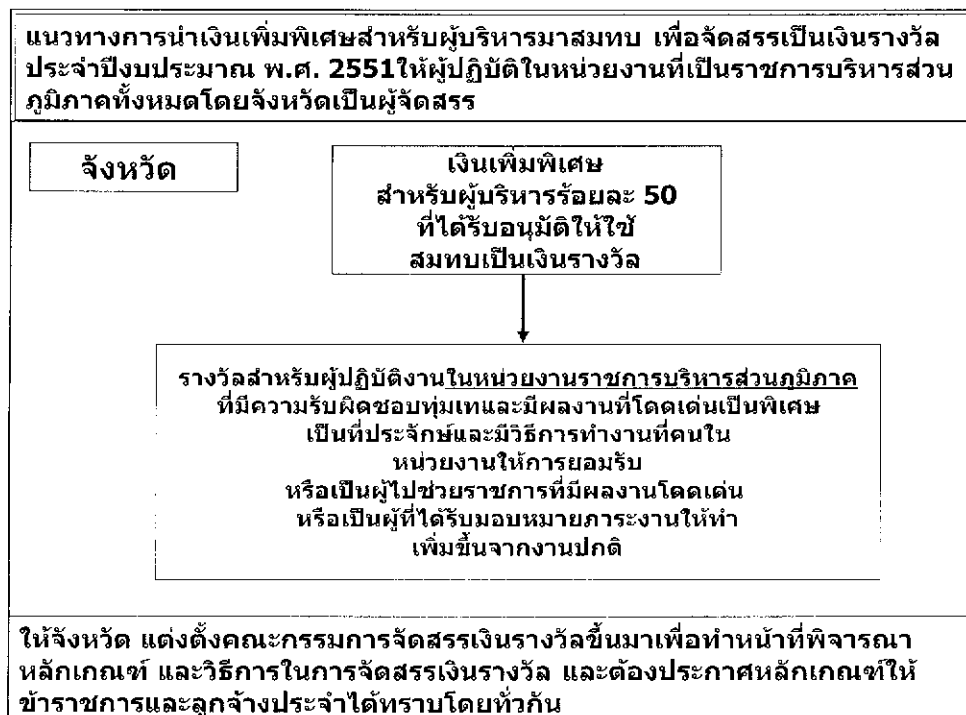 แนวทางการนำเงินเพิ่มพิเศษสำหรับผู้บริหารมาสมทบ เพื่อจัดสรรเป็นเงินรางวัล
ประจำปีงบประมาณ พ.ศ. 2551ให้ผู้ปฏิบัติในหน่วยงานที่เป็นราชการบริหารส่วน
ภูมิภาคทั้งหมดโดยจังหวัดเป็นผู้จัดสรร
จังหวัด
เงินเพิ่มพิเศษ
สำหรับผู้บริหารร้อยละ 50
ที่ได้รับอนุมัติให้ใช้
สมทบเป็นเงินรางวัล
รางวัลสำหรับผู้ปฏิบัติงานในหน่วยงานราชการบริหารส่วนภูมิภาค
ที่มีความรับผิดชอบทุ่มเทและมีผลงานที่โดดเด่นเป็นพิเศษ
เป็นที่ประจักษ์และมีวิธีการทำงานที่คนใน
หน่วยงานให้การยอมรับ
หรือเป็นผู้ไปช่วยราชการที่มีผลงานโดดเด่น
หรือเป็นผู้ที่ได้รับมอบหมายภาระงานให้ทำ
เพิ่มขึ้นจากงานปกติ
ให้จังหวัด แต่งตั้งคณะกรรมการจัดสรรเงินรางวัลขึ้นมาเพื่อทำหน้าที่พิจารณา
หลักเกณฑ์ และวิธีการในการจัดสรรเงินรางวัล และต้องประกาศหลักเกณฑ์ให้
ข้าราชการและลูกจ้างประจำได้ทราบโดยทั่วกัน